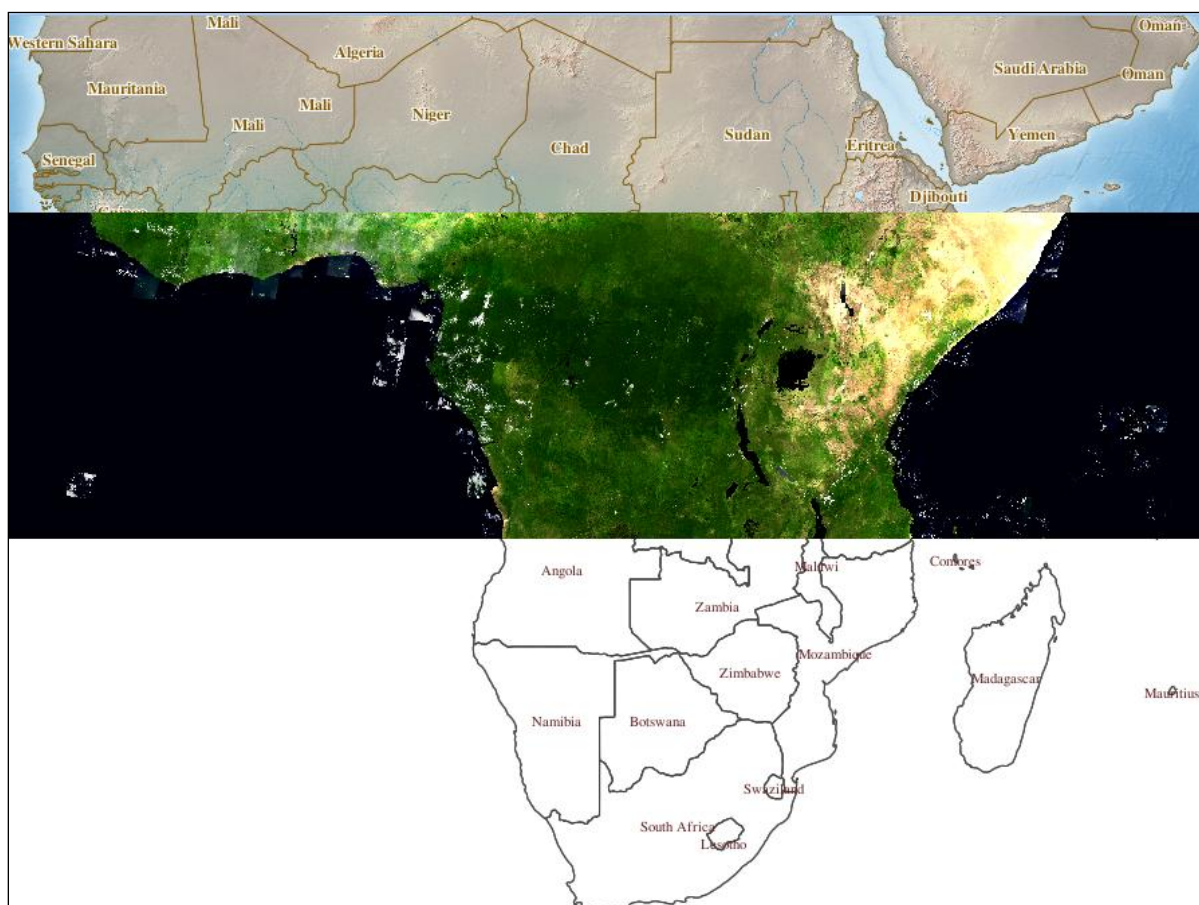 Mali
Oman
Western Sahara
Algeria
Saudi Arabia
Oman
Mauritania
Mali
Niger
Mali
Sudan
Yemen
Chad
Eritrea
Senegal
Djibouti
Angola
Malawi
Comoros
Zambia
Mozambique
Zimbabwe
Madagascar
Mauritius
Namibia
Botswana
Swaziland
South Africa
Lesotho